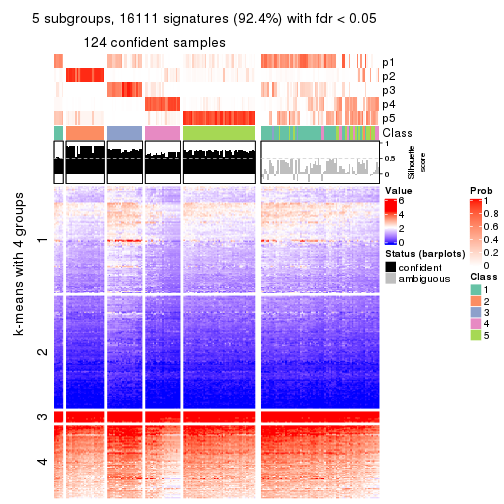 5 subgroups, 16111 signatures (92.4%) with fdr < 0.05
124 confident samples
p1
p2
p3
p4
p5
Class
1
0.5
0
Silhouette
score
k-means with 4 groups
1
2
3
4
Value
6
4
2
0
Status (barplots)
confident
ambiguous
Prob
1
0.8
0.6
0.4
0.2
0
Class
1
2
3
4
5